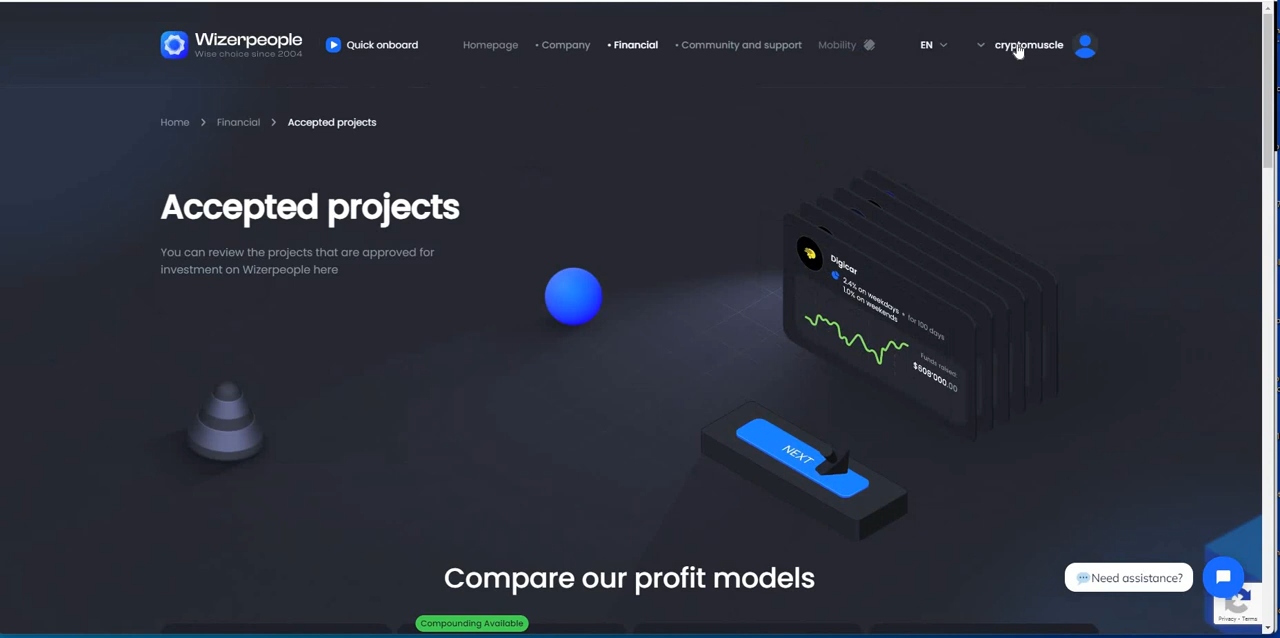 Wizerpeople
Wise choice since 2004
Quick onboard
Homepage
• Company
• Financial
• Community and support
Mobility
EN
cryptomuscle
Home > Financial > Accepted projects
Accepted projects
You can review the projects that are approved for
investment on Wizerpeople here
Digicar
2.4% on weekdays • for 100 days
1.0% on weekends
Funds raised
$608'000.00
NEXT
Compare our profit models
Compounding Available
Need assistance?
Privacy - Terms